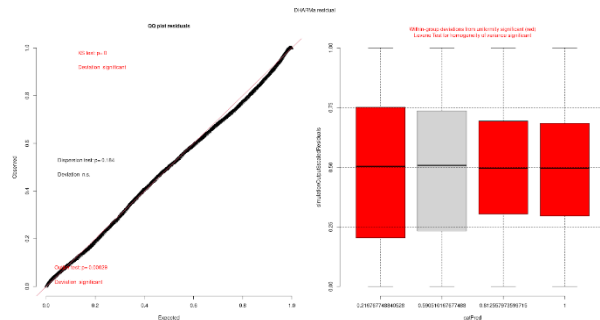 DHARMa residual
QQ plot residuals
KS test: p= 0
Deviation significant
Dispersion test: p= 0.184
Deviation n.s.
Outlier test: p= 0.00839
Deviation significant
Observed
0.0
0.2
0.4
0.6
0.8
1.0
0.0 0.2 0.4 0.6 0.8 1.0
Expected
Within-group deviations from uniformity significant (red)
Levene Test for homogeneity of variance significant
simulationOutput$scaledResiduals
0.00
0.25
0.50
0.75
1.00
1
catPred